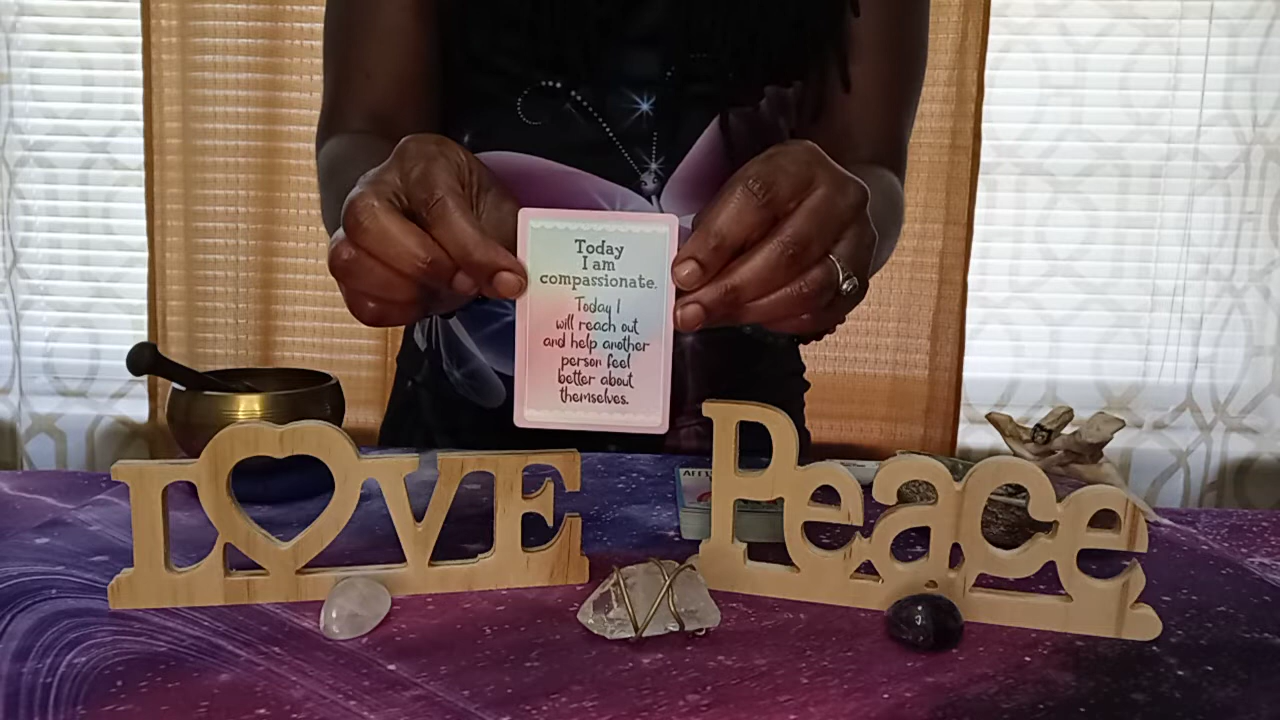 Today
I am
compassionate.
Today I
will reach out
and help another
person feel
better about
themselves.
LOVE
Peace